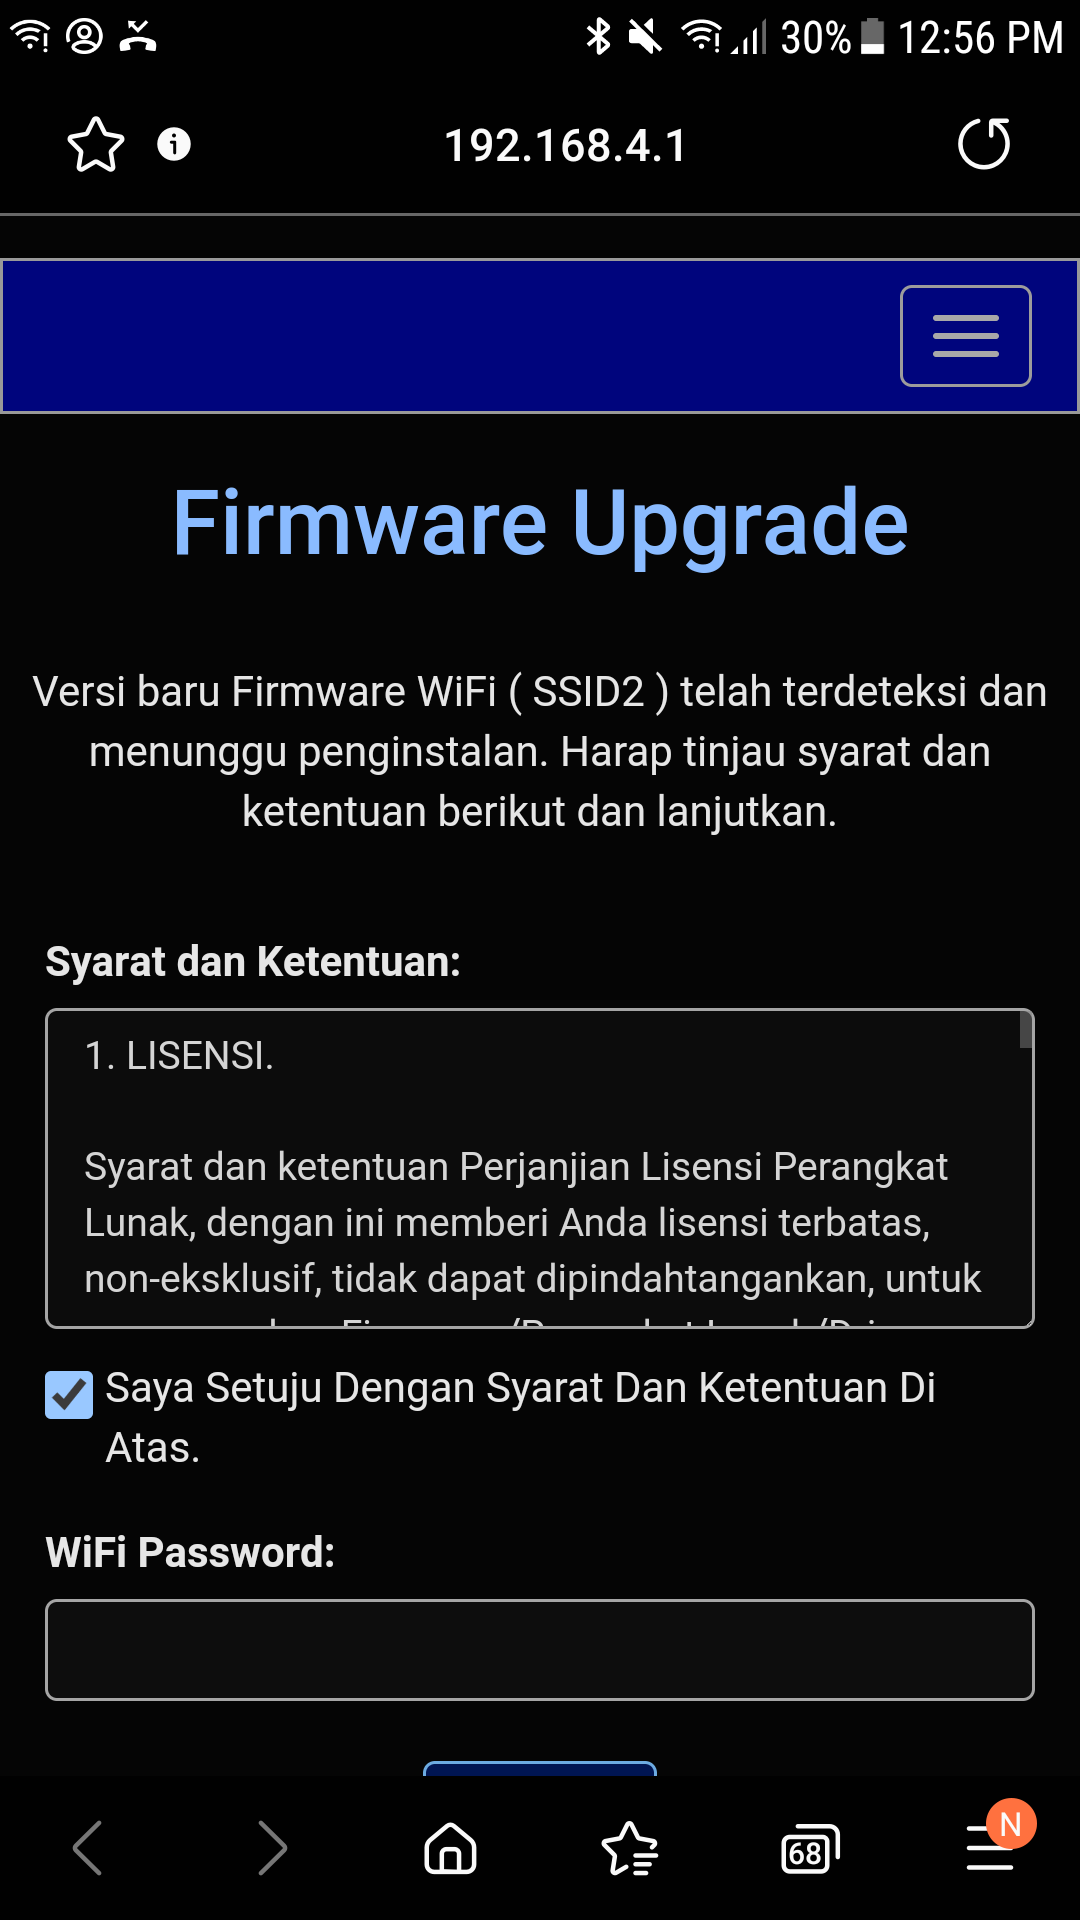 30% 12:56 PM
192.168.4.1
Firmware Upgrade
Versi baru Firmware WiFi ( SSID2 ) telah terdeteksi dan
menunggu penginstalan. Harap tinjau syarat dan
ketentuan berikut dan lanjutkan.
Syarat dan Ketentuan:
1. LISENSI.
Syarat dan ketentuan Perjanjian Lisensi Perangkat
Lunak, dengan ini memberi Anda lisensi terbatas,
non-eksklusif, tidak dapat dipindahtangankan, untuk
Saya Setuju Dengan Syarat Dan Ketentuan Di
Atas.
WiFi Password:
68
N